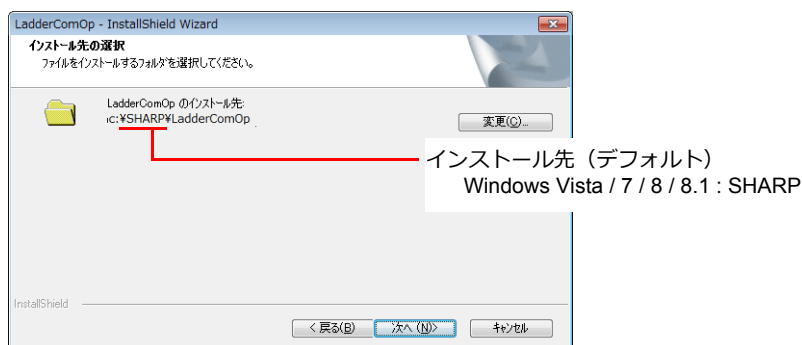 LadderComOp - InstallShield Wizard
インストール先の選択
ファイルをインストールするフォルダを選択してください。
LadderComOp のインストール先:
c:¥SHARP¥LadderComOp
変更(C)...
インストール先（デフォルト）
Windows Vista / 7 / 8 / 8.1 : SHARP
InstallShield
< 戻る(B)
次へ (N)>
キャンセル